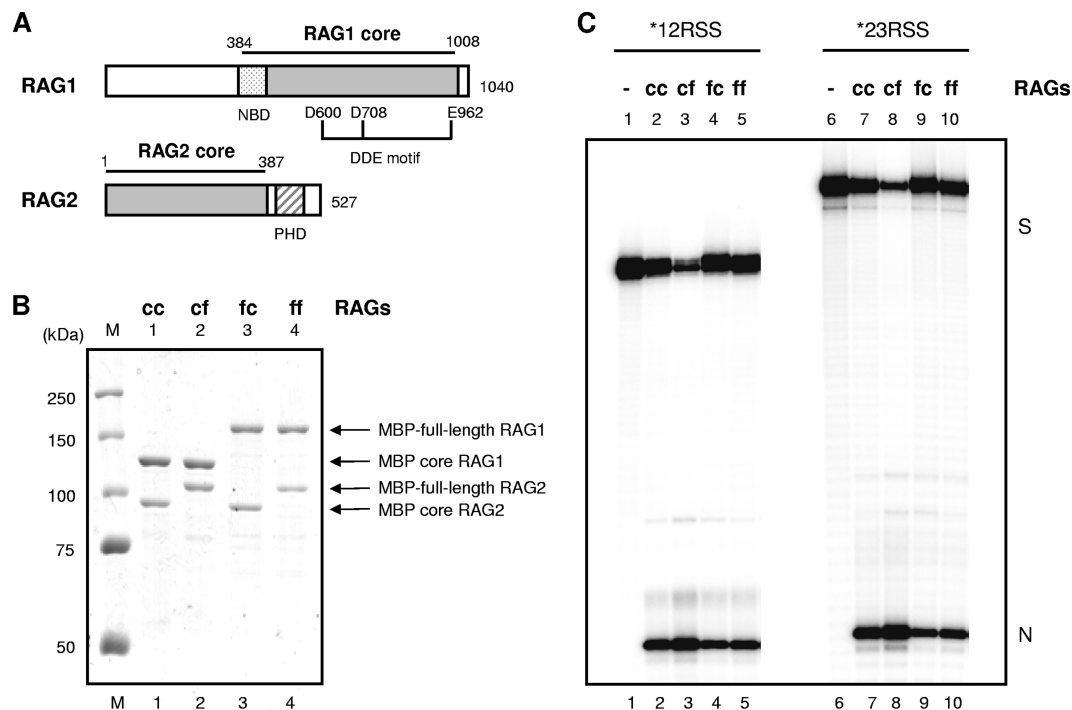 A
384 RAG1 core 1008
RAG1 1040
NBD D600 D708 E962
DDE motif
1 RAG2 core 387
RAG2 527
PHD
B
cc cf fc ff RAGs
(kDa) M 1 2 3 4
250
150
100
75
50
MBP-full-length RAG1
MBP core RAG1
MBP-full-length RAG2
MBP core RAG2
M 1 2 3 4
C
*12RSS *23RSS
- cc cf fc ff - cc cf fc ff RAGs
1 2 3 4 5 6 7 8 9 10
S
N
1 2 3 4 5 6 7 8 9 10